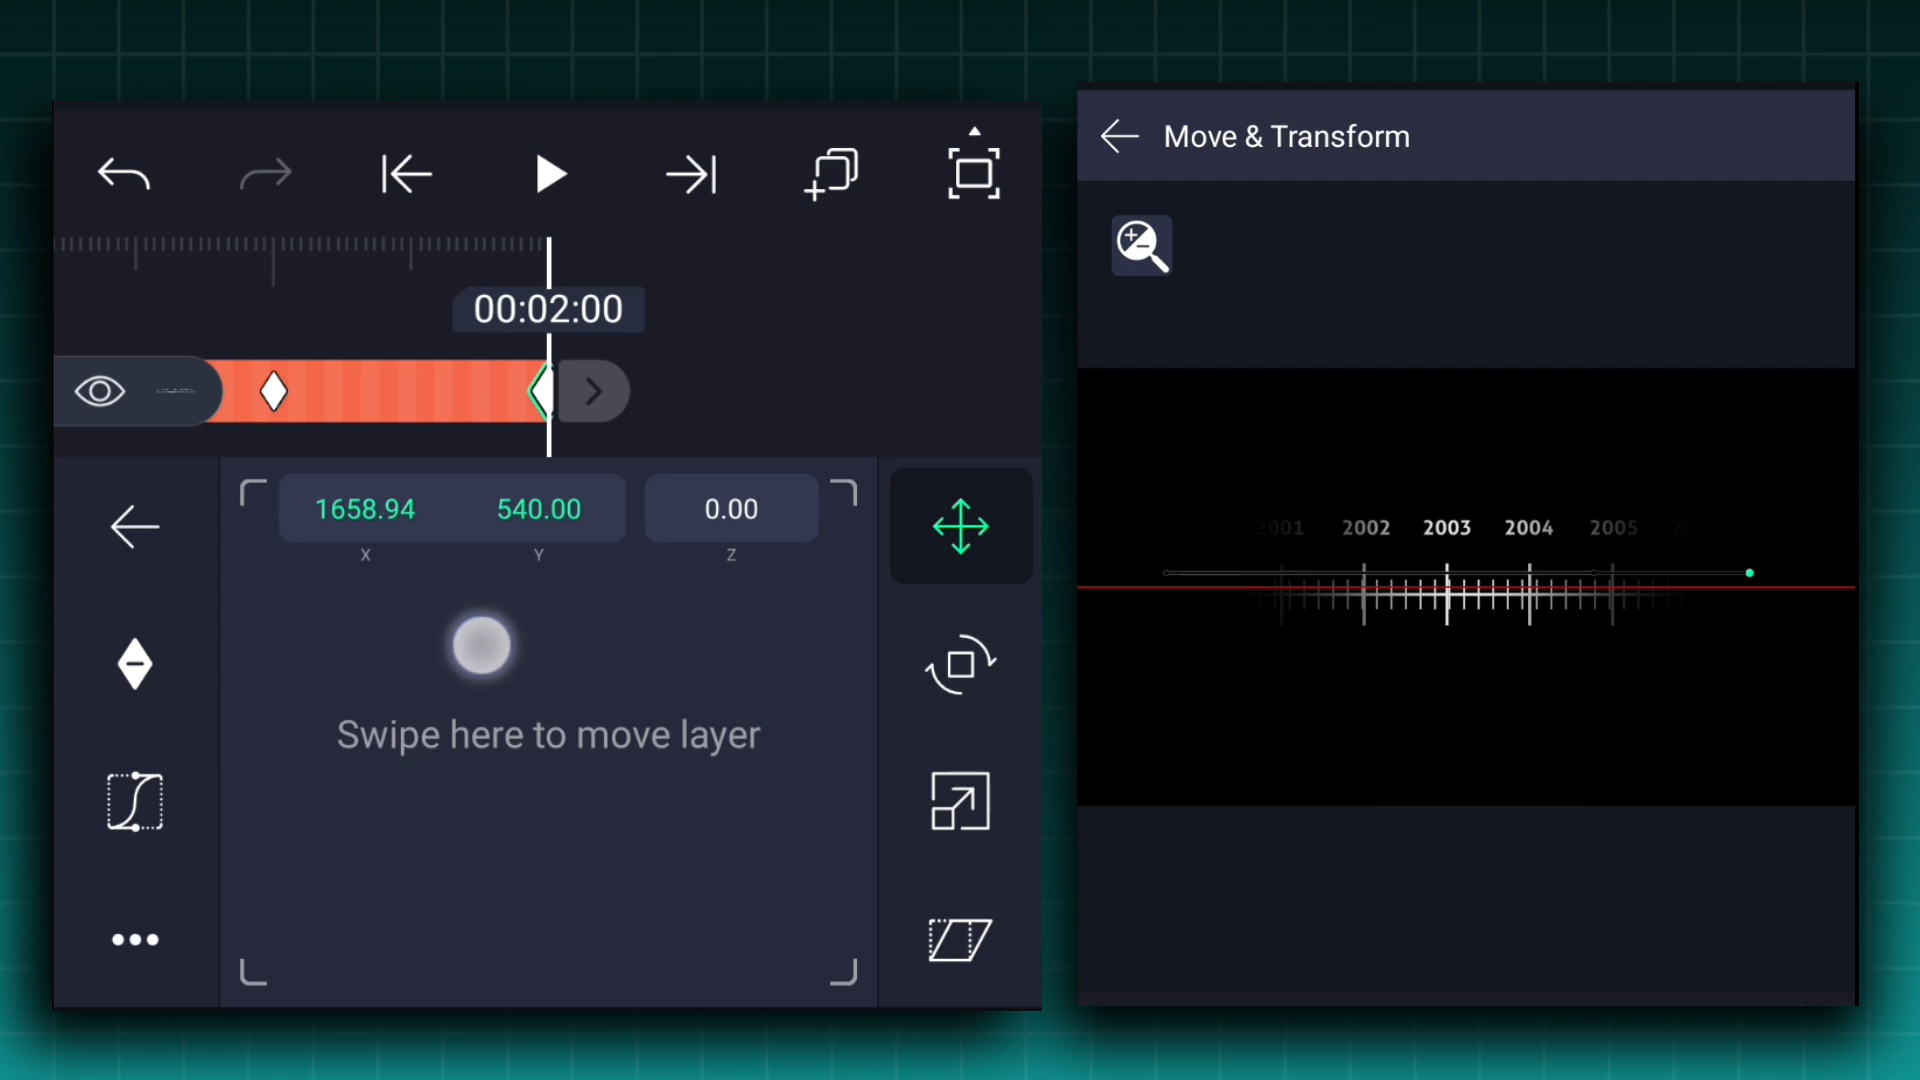 00:02:00
1658.94 540.00 0.00
X Y Z
Swipe here to move layer
Move & Transform
2001 2002 2003 2004 2005